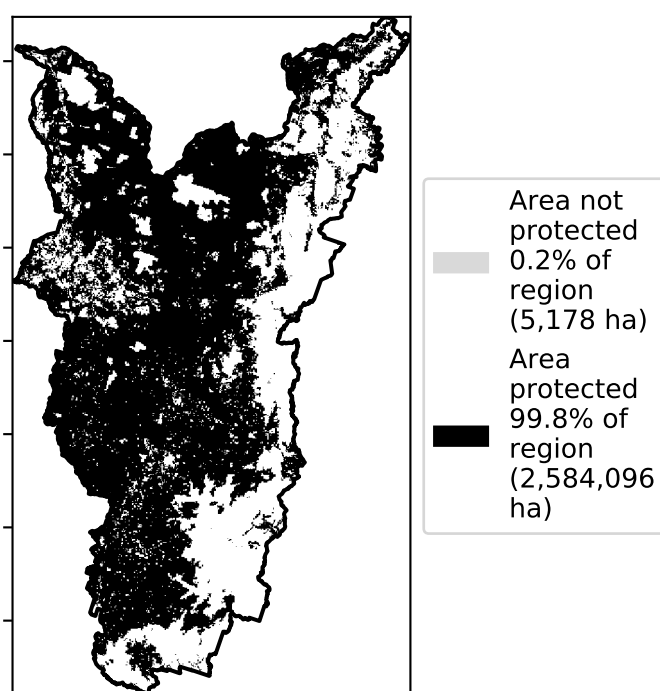 Area not
protected
0.2% of
region
(5,178 ha)
Area
protected
99.8% of
region
(2,584,096
ha)